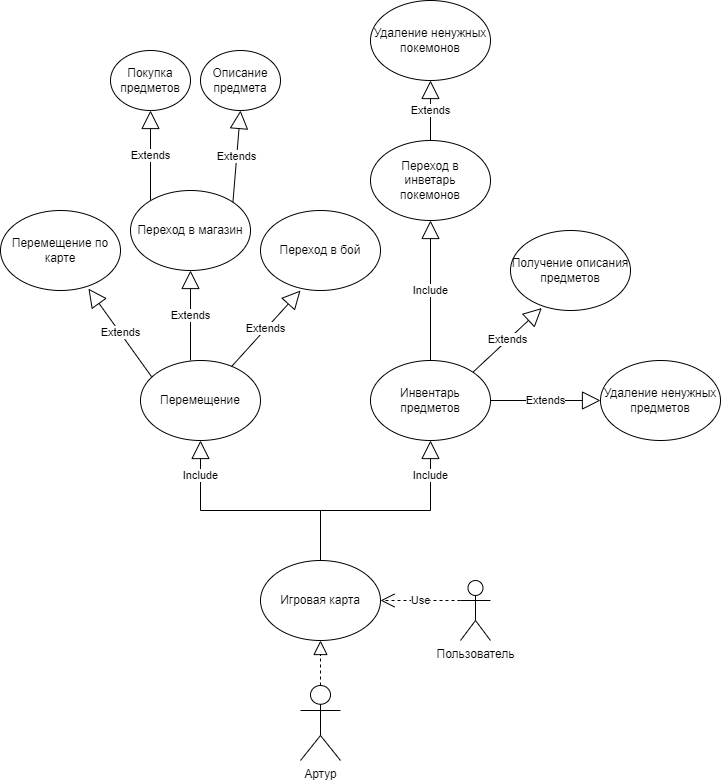 Удаление ненужных
покемонов
Покупка
предметов
Описание
предмета
Extends
Extends
Extends
Переход в
инветарь
покемонов
Перемещение по
карте
Переход в магазин
Переход в бой
Получение описания
предметов
Include
Extends
Extends
Extends
Extends
Перемещение
Инвентарь
предметов
Extends
Удаление ненужных
предметов
Include
Include
Игровая карта
Use
Пользователь
Артур